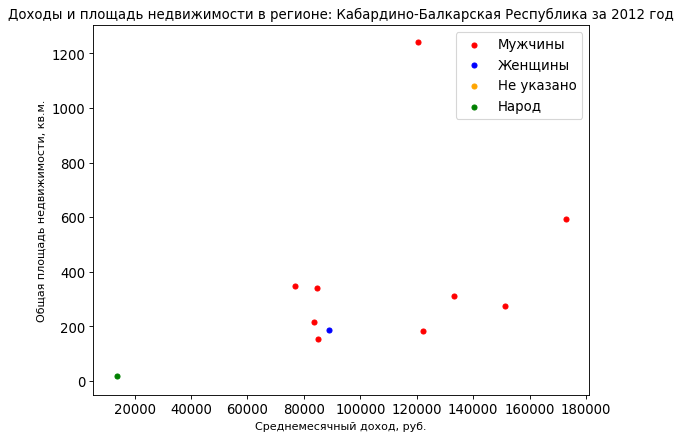 Доходы и площадь недвижимости в регионе: Кабардино-Балкарская Республика за 2012 год
Мужчины
Женщины
Не указано
Народ
Общая площадь недвижимости, кв.м.
1200
1000
800
600
400
200
0
20000 40000 60000 80000 100000 120000 140000 160000 180000
Среднемесячный доход, руб.